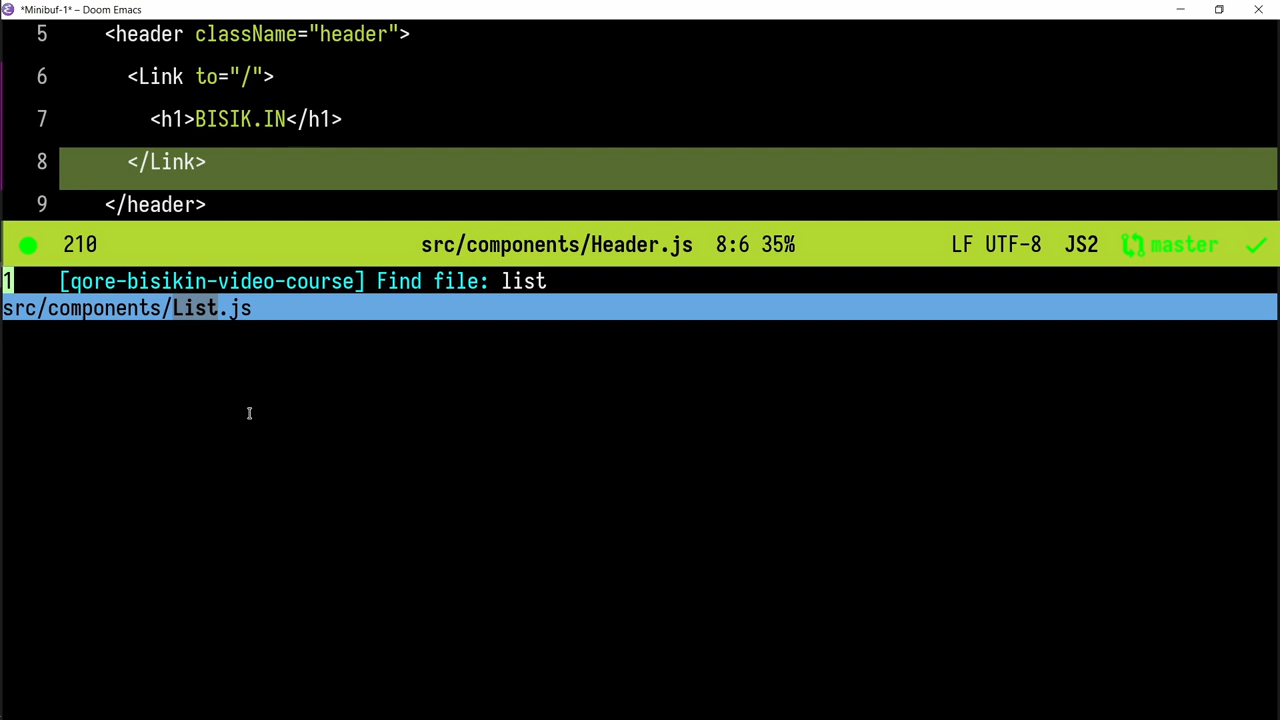 *Minibuf-1* – Doom Emacs
5 <header className="header">
6 <Link to="/">
7 <h1>BISIK.IN</h1>
8 </Link>
9 </header>
210 src/components/Header.js 8:6 35% LF UTF-8 JS2 master
1 [qore-bisikin-video-course] Find file: list
src/components/List.js